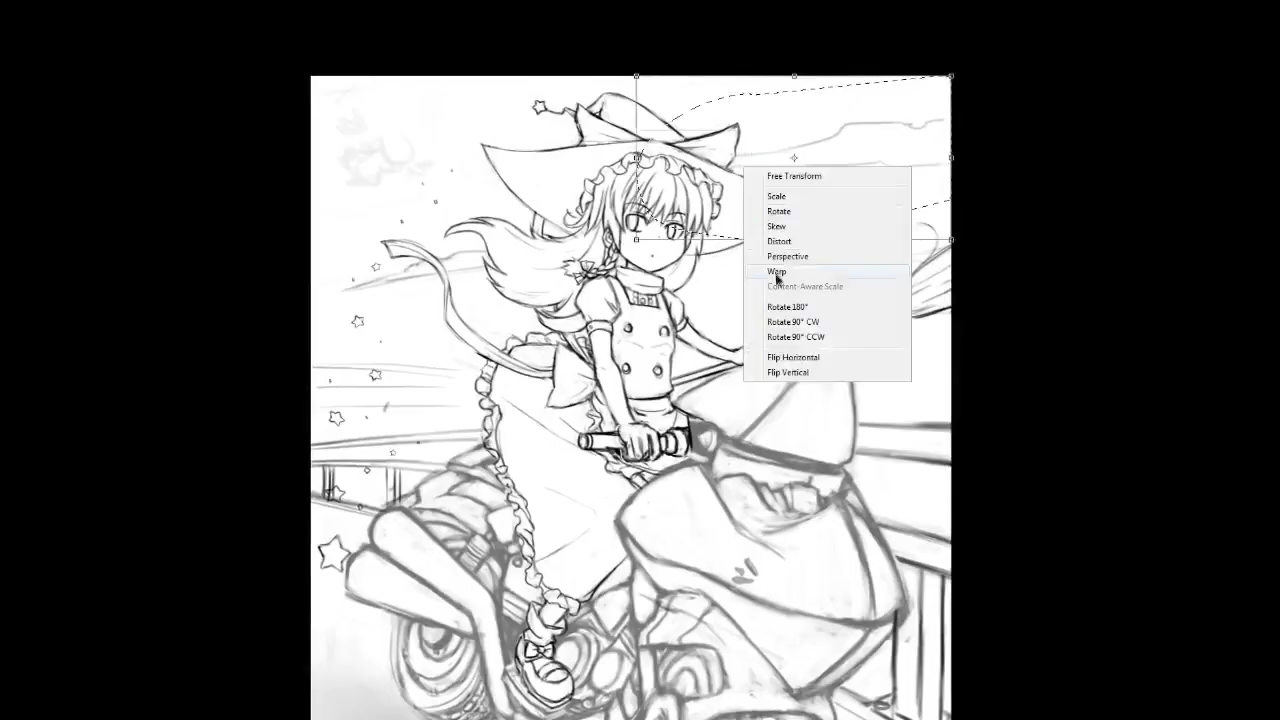 Free Transform
Scale
Rotate
Skew
Distort
Perspective
Warp
Content-Aware Scale
Rotate 180°
Rotate 90° CW
Rotate 90° CCW
Flip Horizontal
Flip Vertical